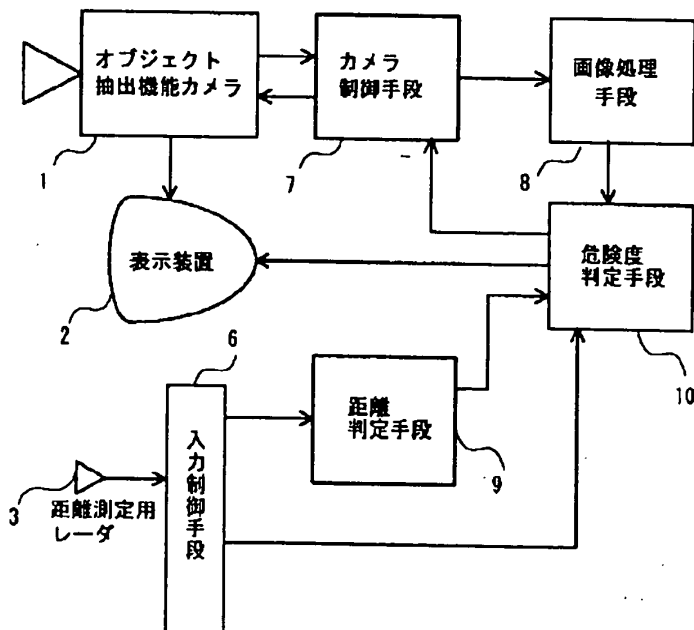 オブジェクト
抽出機能カメラ
1
カメラ
制御手段
7
画像処理
手段
8
表示装置
2
危険度
判定手段
10
6
入力制御手段
距離
判定手段
9
3
距離測定用
レーダ